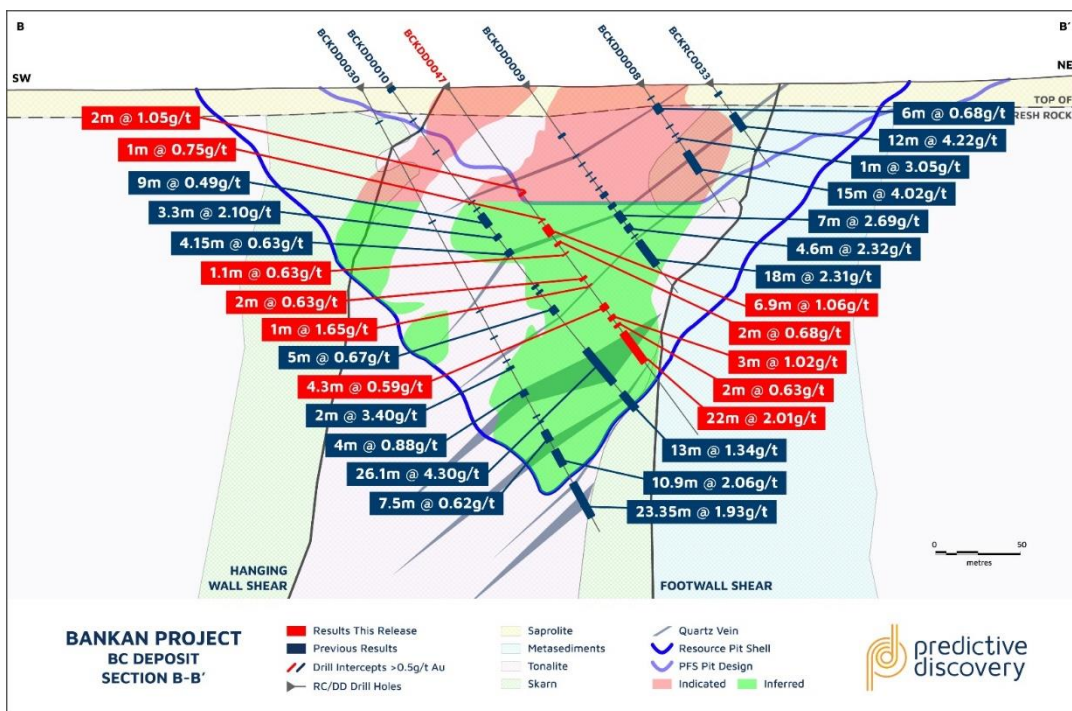 B
B'
SW
NE
BCKDD0030
BCKDD0010
BCKDD0047
BCKDD0009
BCKDD0008
BCKRC0033
TOP OF
RESH ROCK
2m @ 1.05g/t
1m @ 0.75g/t
9m @ 0.49g/t
3.3m @ 2.10g/t
4.15m @ 0.63g/t
1.1m @ 0.63g/t
2m @ 0.63g/t
1m @ 1.65g/t
5m @ 0.67g/t
4.3m @ 0.59g/t
2m @ 3.40g/t
4m @ 0.88g/t
26.1m @ 4.30g/t
7.5m @ 0.62g/t
6m @ 0.68g/t
12m @ 4.22g/t
1m @ 3.05g/t
15m @ 4.02g/t
7m @ 2.69g/t
4.6m @ 2.32g/t
18m @ 2.31g/t
6.9m @ 1.06g/t
2m @ 0.68g/t
3m @ 1.02g/t
2m @ 0.63g/t
22m @ 2.01g/t
13m @ 1.34g/t
10.9m @ 2.06g/t
23.35m @ 1.93g/t
0 50
metres
HANGING
WALL SHEAR
FOOTWALL SHEAR
BANKAN PROJECT
BC DEPOSIT
SECTION B-B'
Results This Release
Previous Results
Drill Intercepts >0.5g/t Au
RC/DD Drill Holes
Saprolite
Metasediments
Tonalite
Skarn
Quartz Vein
Resource Pit Shell
PFS Pit Design
Indicated Inferred
predictive
discovery